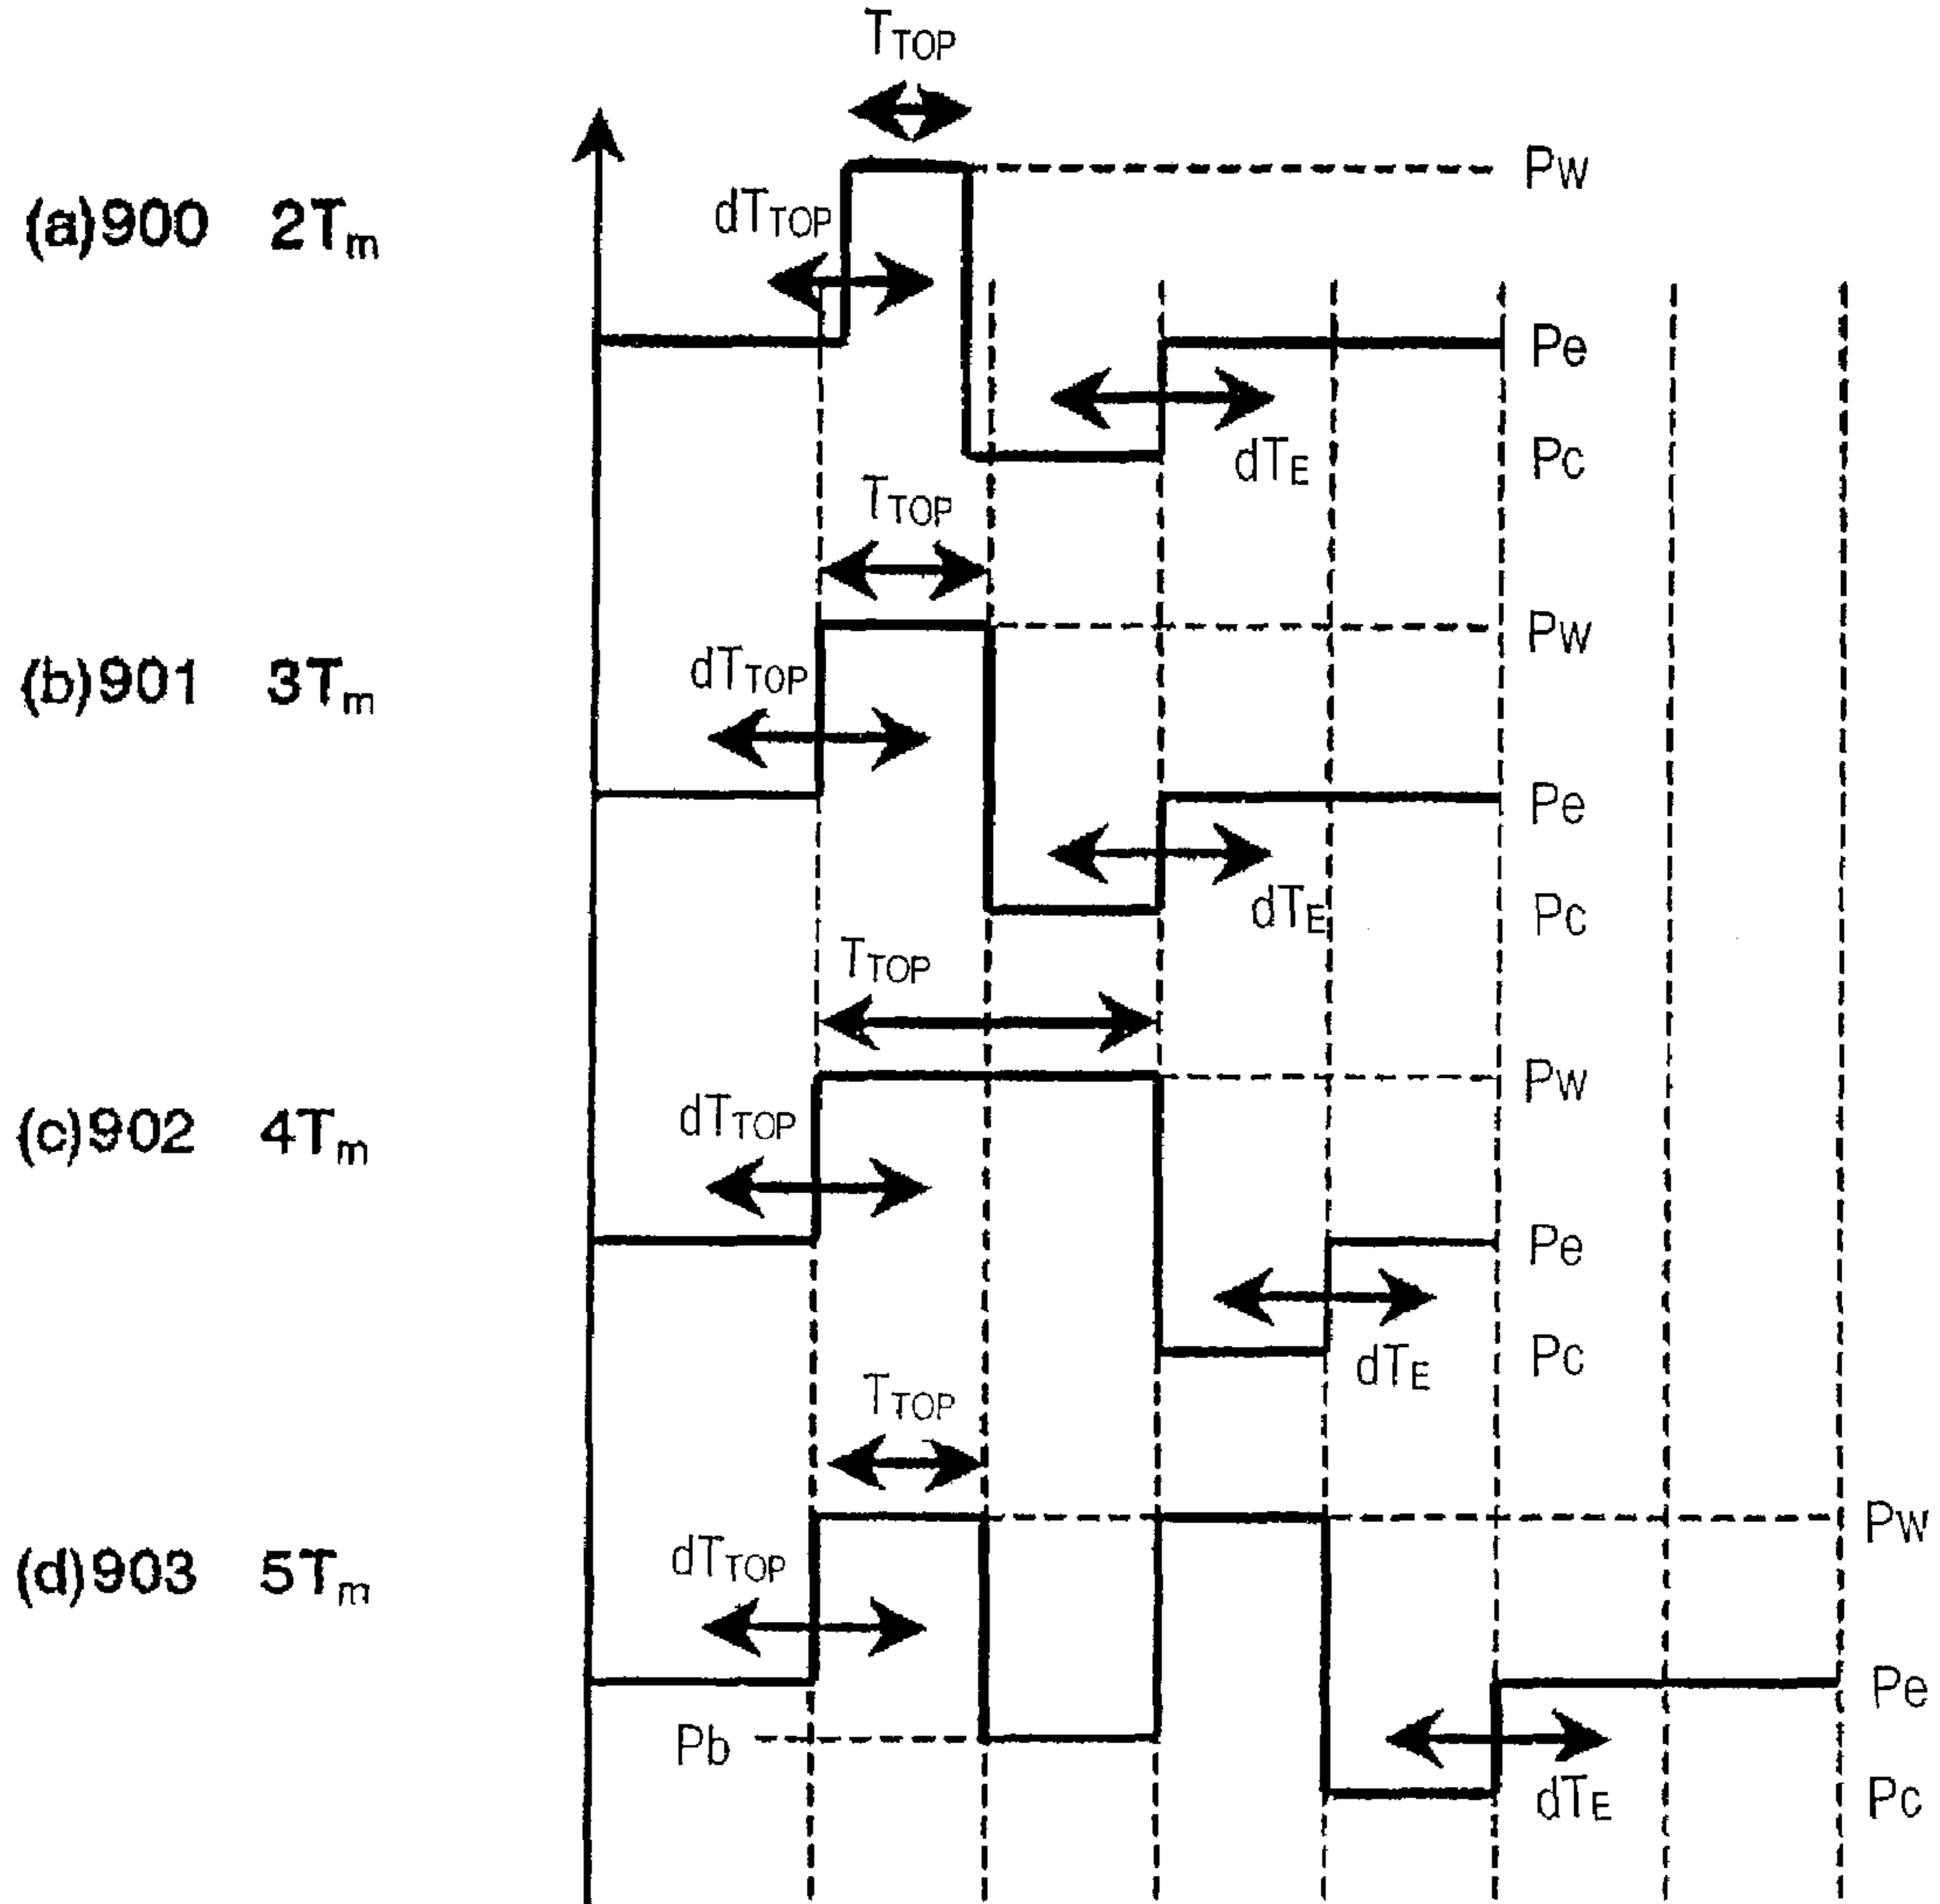 TTOP
Pw
dTTOP
(a)900 2Tm
Pe
dTE
Pc
TTOP
Pw
dTTOP
(b)901 3Tm
Pe
dTE
Pc
TTOP
Pw
dTTOP
(c)902 4Tm
Pe
dTE
Pc
TTOP
Pw
dTTOP
(d)903 5Tm
Pe
Pb
dTE
Pc